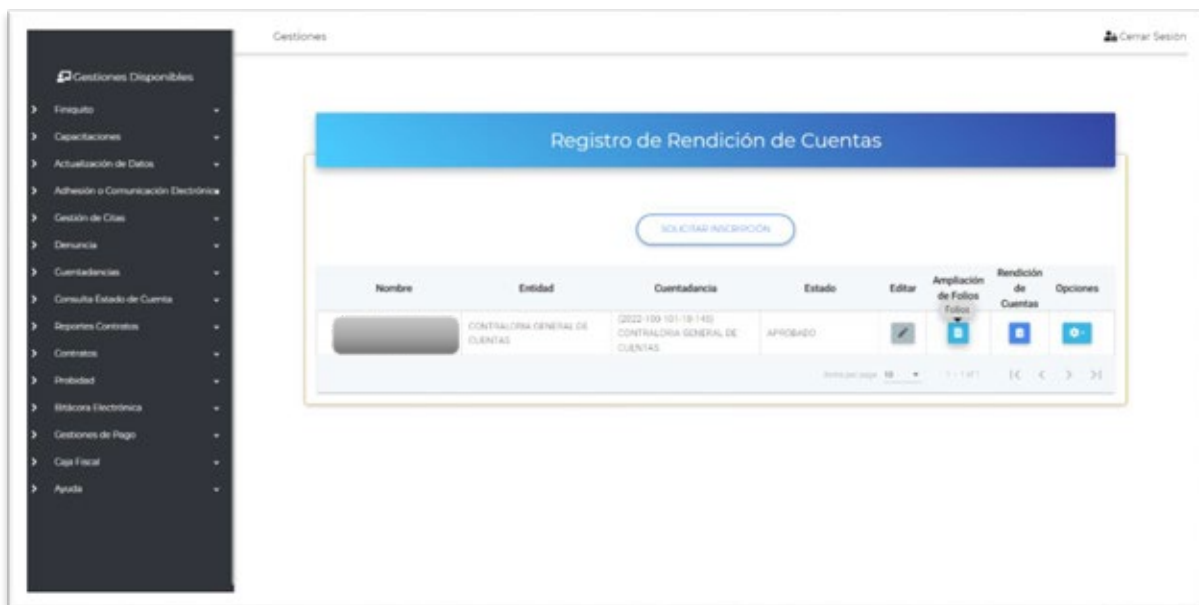 Gestiones
Cerrar Sesión
Gestiones Disponibles
Finiquito
Capacitaciones
Actualización de Datos
Adhesión o Comunicación Electrónica
Gestión de Citas
Denuncia
Cuentadancias
Consulta Estado de Cuenta
Reportes Contratos
Contratos
Probidad
Bitácora Electrónica
Gestiones de Pago
Caja Fiscal
Ayuda
Registro de Rendición de Cuentas
SOLICITAR INSCRIPCIÓN
Nombre Entidad Cuentadancia Estado Editar Ampliación de Folios Rendición de Cuentas Opciones
Folios
CONTRALORIA GENERAL DE CUENTAS
CONTRALORIA GENERAL DE CUENTAS
APROBADO
10